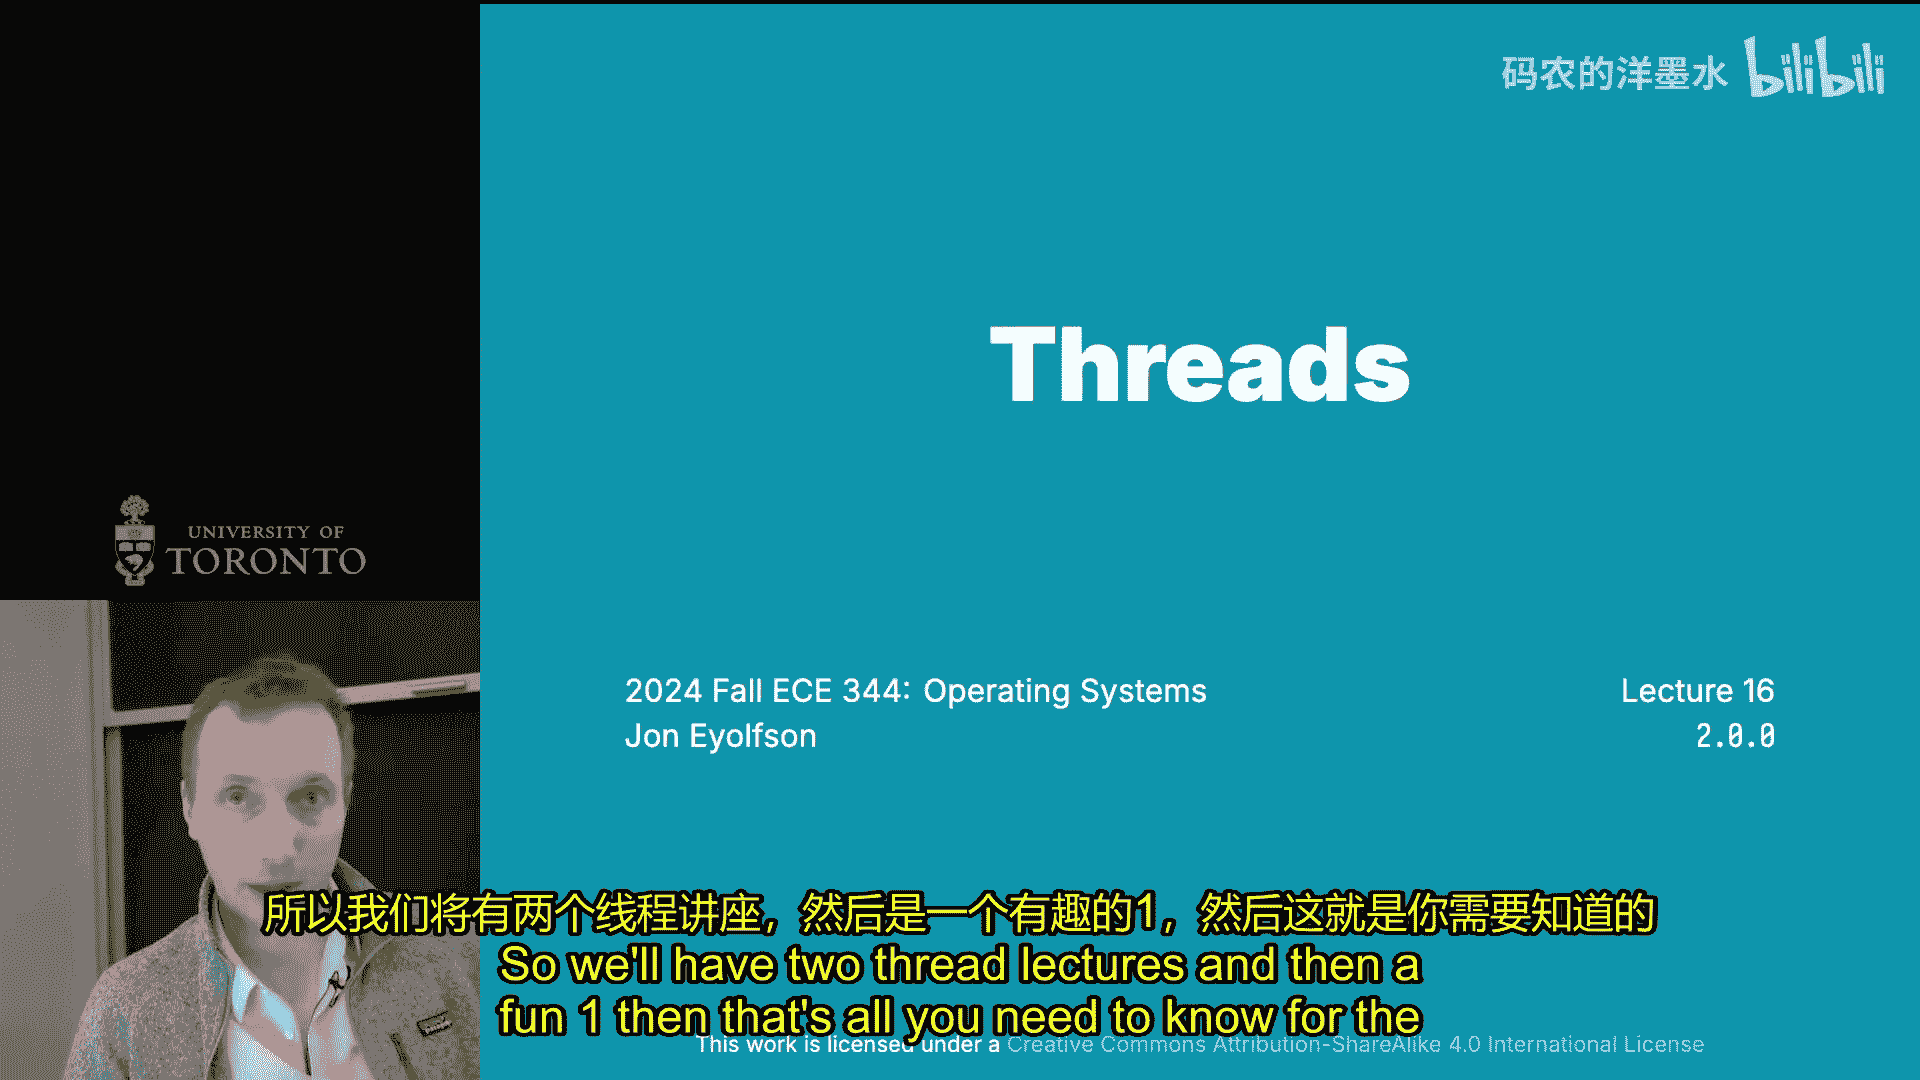 码农的洋墨水 bilibili
Threads
UNIVERSITY OF
TORONTO
2024 Fall ECE 344: Operating Systems
Lecture 16
Jon Eyolfson
2.0.0
所以我们将有两个线程讲座，然后是一个有趣的1，然后这就是你需要知道的
So we'll have two thread lectures and then a
fun 1 then that's all you need to know for the
This work is licensed under a Creative Commons Attribution-ShareAlike 4.0 International License